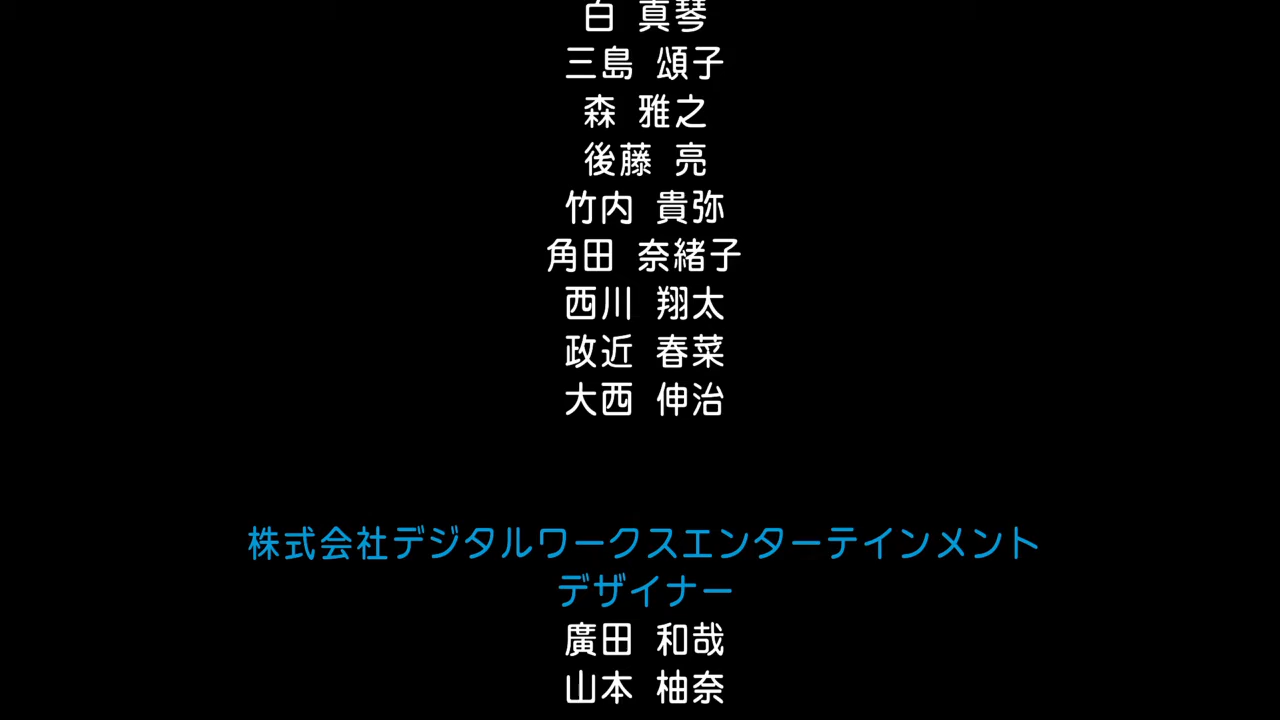 白 真琴
三島 頌子
森 雅之
後藤 亮
竹内 貴弥
角田 奈緒子
西川 翔太
政近 春菜
大西 伸治
株式会社デジタルワークスエンターテインメント
デザイナー
廣田 和哉
山本 柚奈